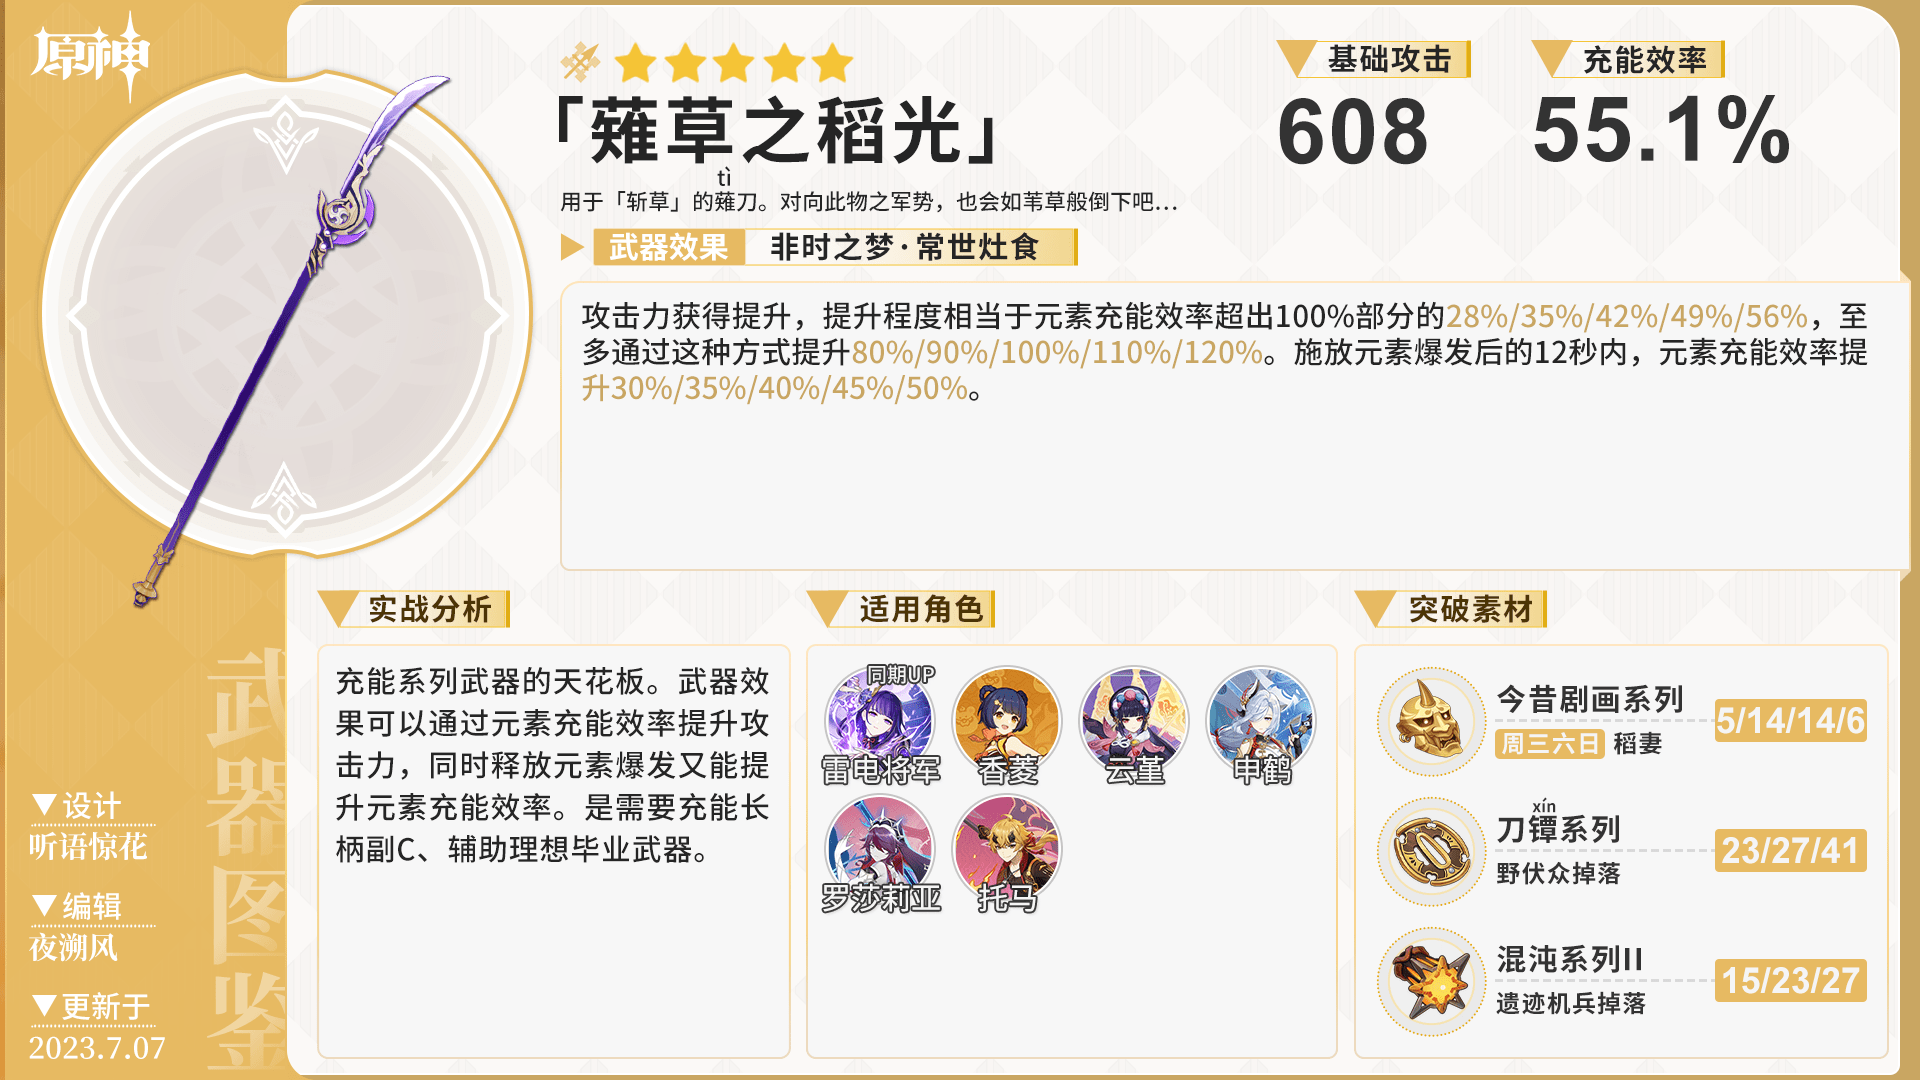 原神
「薙草之稻光」
tì
用于「斩草」的薙刀。对向此物之军势，也会如苇草般倒下吧…
基础攻击
608
充能效率
55.1%
武器效果
非时之梦·常世灶食
攻击力获得提升，提升程度相当于元素充能效率超出100%部分的28%/35%/42%/49%/56%，至
多通过这种方式提升80%/90%/100%/110%/120%。施放元素爆发后的12秒内，元素充能效率提
升30%/35%/40%/45%/50%。
实战分析
充能系列武器的天花板。武器效
果可以通过元素充能效率提升攻
击力，同时释放元素爆发又能提
升元素充能效率。是需要充能长
柄副C、辅助理想毕业武器。
适用角色
同期UP
雷电将军
香菱
云堇
申鹤
罗莎莉亚
托马
突破素材
今昔剧画系列
周三六日 稻妻
5/14/14/6
xín
刀镡系列
野伏众掉落
23/27/41
混沌系列II
遗迹机兵掉落
15/23/27
武器图鉴
▼设计
听语惊花
▼编辑
夜溯风
▼更新于
2023.7.07